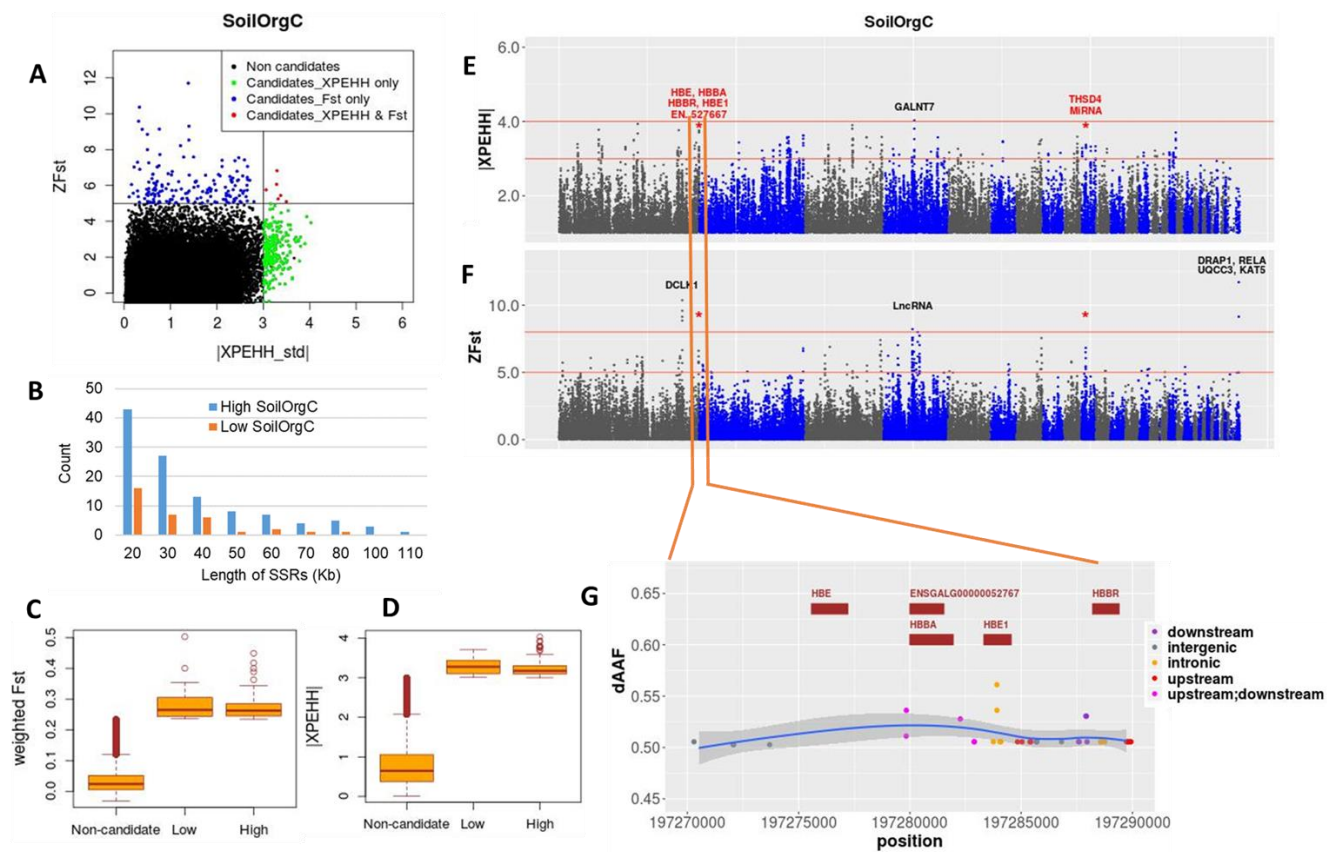 SoilOrgC
A
ZFst
12
10
8
6
4
2
0
Non candidates
Candidates_XPEHH only
Candidates_Fst only
Candidates_XPEHH & Fst
0 1 2 3 4 5 6
|XPEHH_std|
B
Count
50
40
30
20
10
0
High SoilOrgC
Low SoilOrgC
20 30 40 50 60 70 80 100 110
Length of SSRs (Kb)
C
weighted Fst
0.5
0.4
0.3
0.2
0.1
0.0
Non-candidate Low High
D
|XPEHH|
4
3
2
1
0
Non-candidate Low High
SoilOrgC
E
|XPEHH|
6.0
4.0
2.0
HBE, HBBA
HBBR, HBE1
EN_527667
*
GALNT7
THSD4
MiRNA
*
F
ZFst
10.0
5.0
0.0
DCLK1
*
LncRNA
*
DRAP1, RELA
UQCC3, KAT5
G
dAAF
0.65
0.60
0.55
0.50
0.45
HBE
ENSGALG00000052767
HBBR
HBBA
HBE1
197270000 197275000 197280000 197285000 197290000
position
downstream
intergenic
intronic
upstream
upstream;downstream